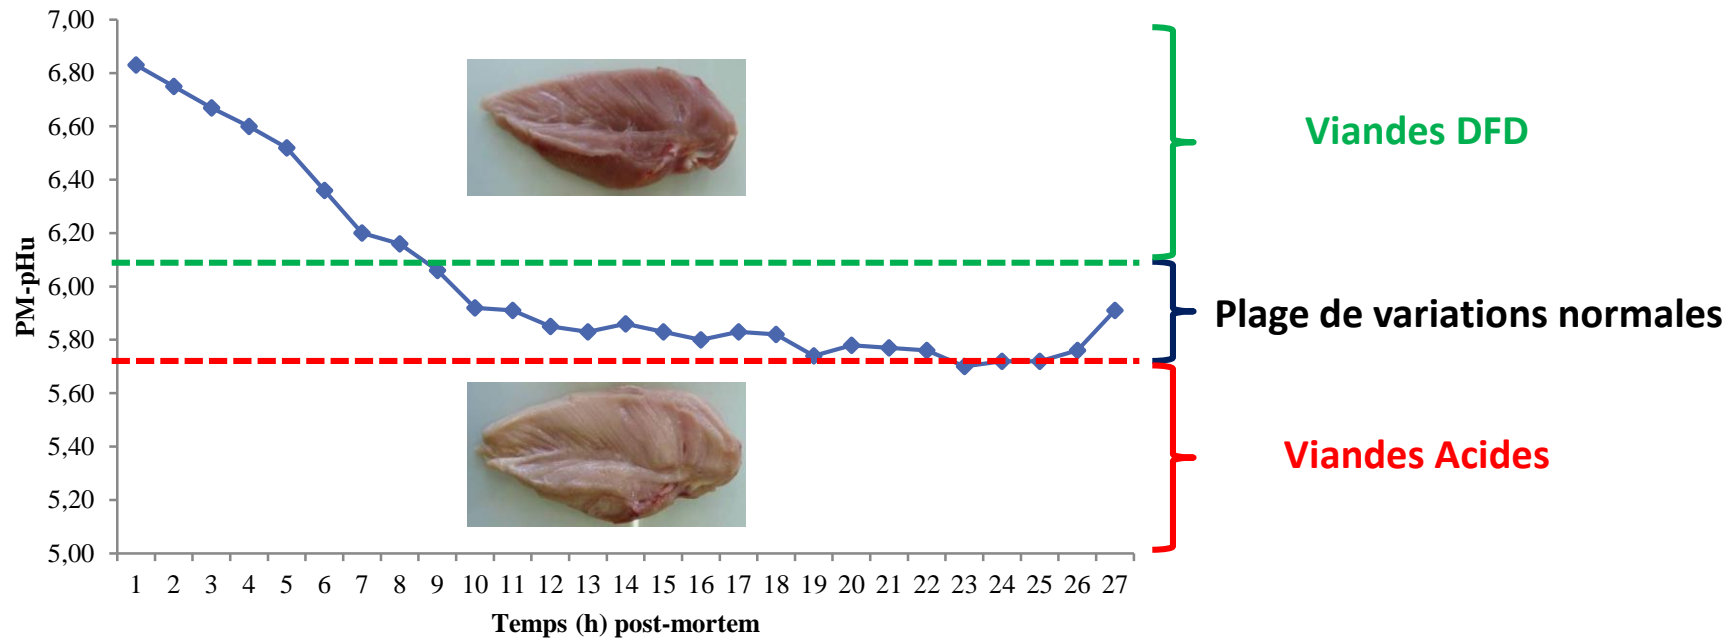 7,00
6,80
6,60
6,40
6,20
6,00
5,80
5,60
5,40
5,20
5,00
PM-pHu
1 2 3 4 5 6 7 8 9 10 11 12 13 14 15 16 17 18 19 20 21 22 23 24 25 26 27
Temps (h) post-mortem
Viandes DFD
Plage de variations normales
Viandes Acides